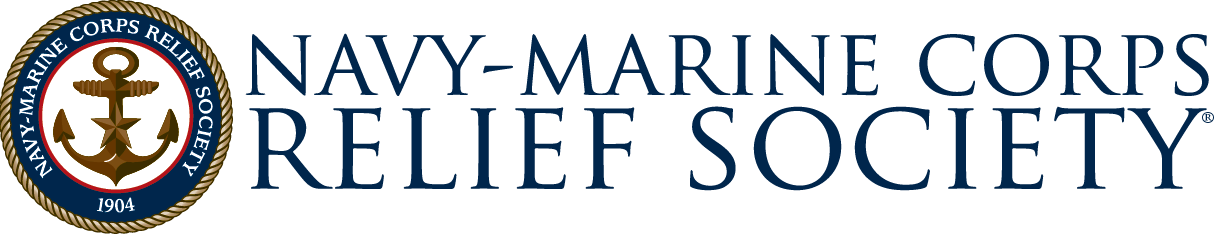 NAVY-MARINE CORPS RELIEF SOCIETY
1904
NAVY-MARINE CORPS
RELIEF SOCIETY®